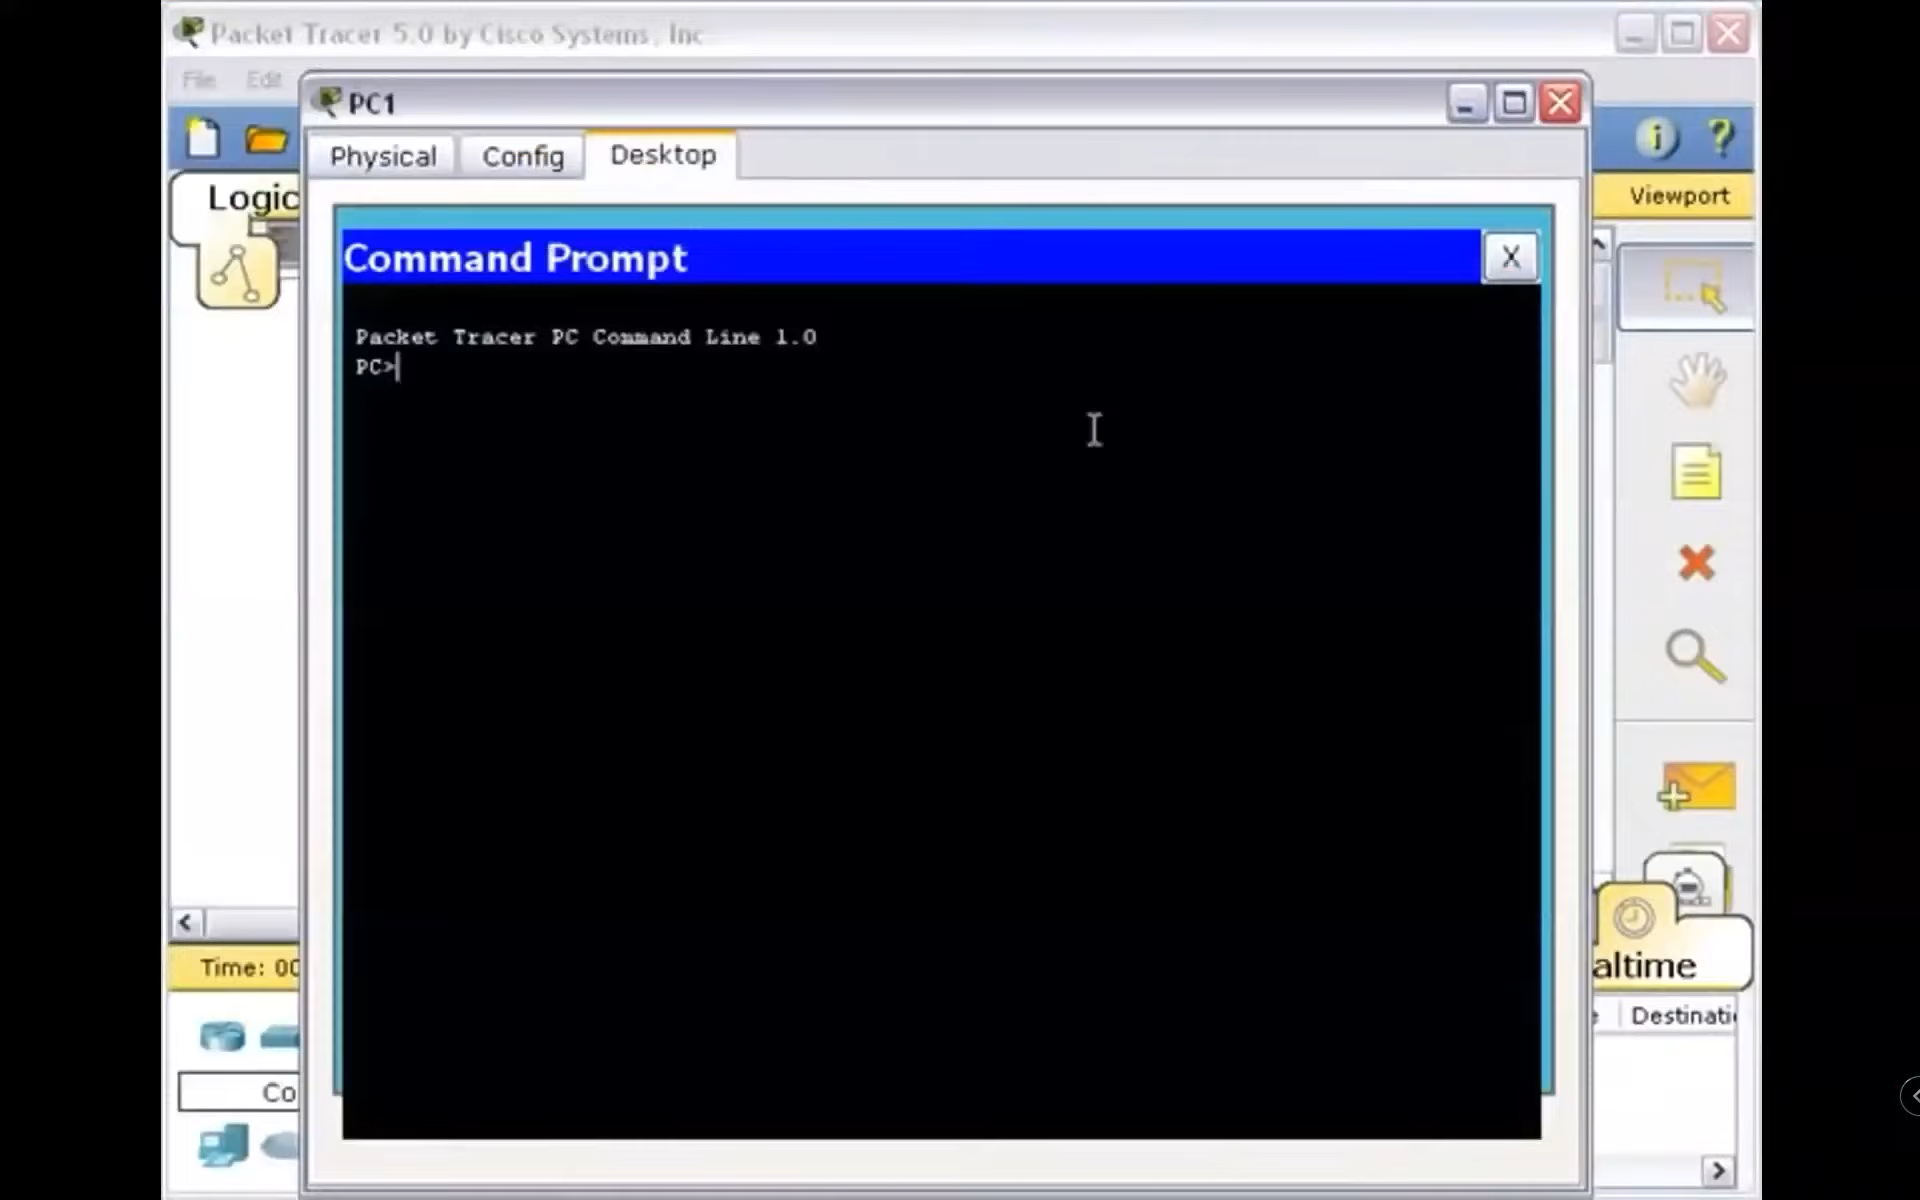 Packet Tracer 5.0 by Cisco Systems, Inc
File Edit
PC1
Physical Config Desktop
Logic
Viewport
Command Prompt
X
Packet Tracer PC Command Line 1.0
PC>
Time: 00
altime
Destinati
Co